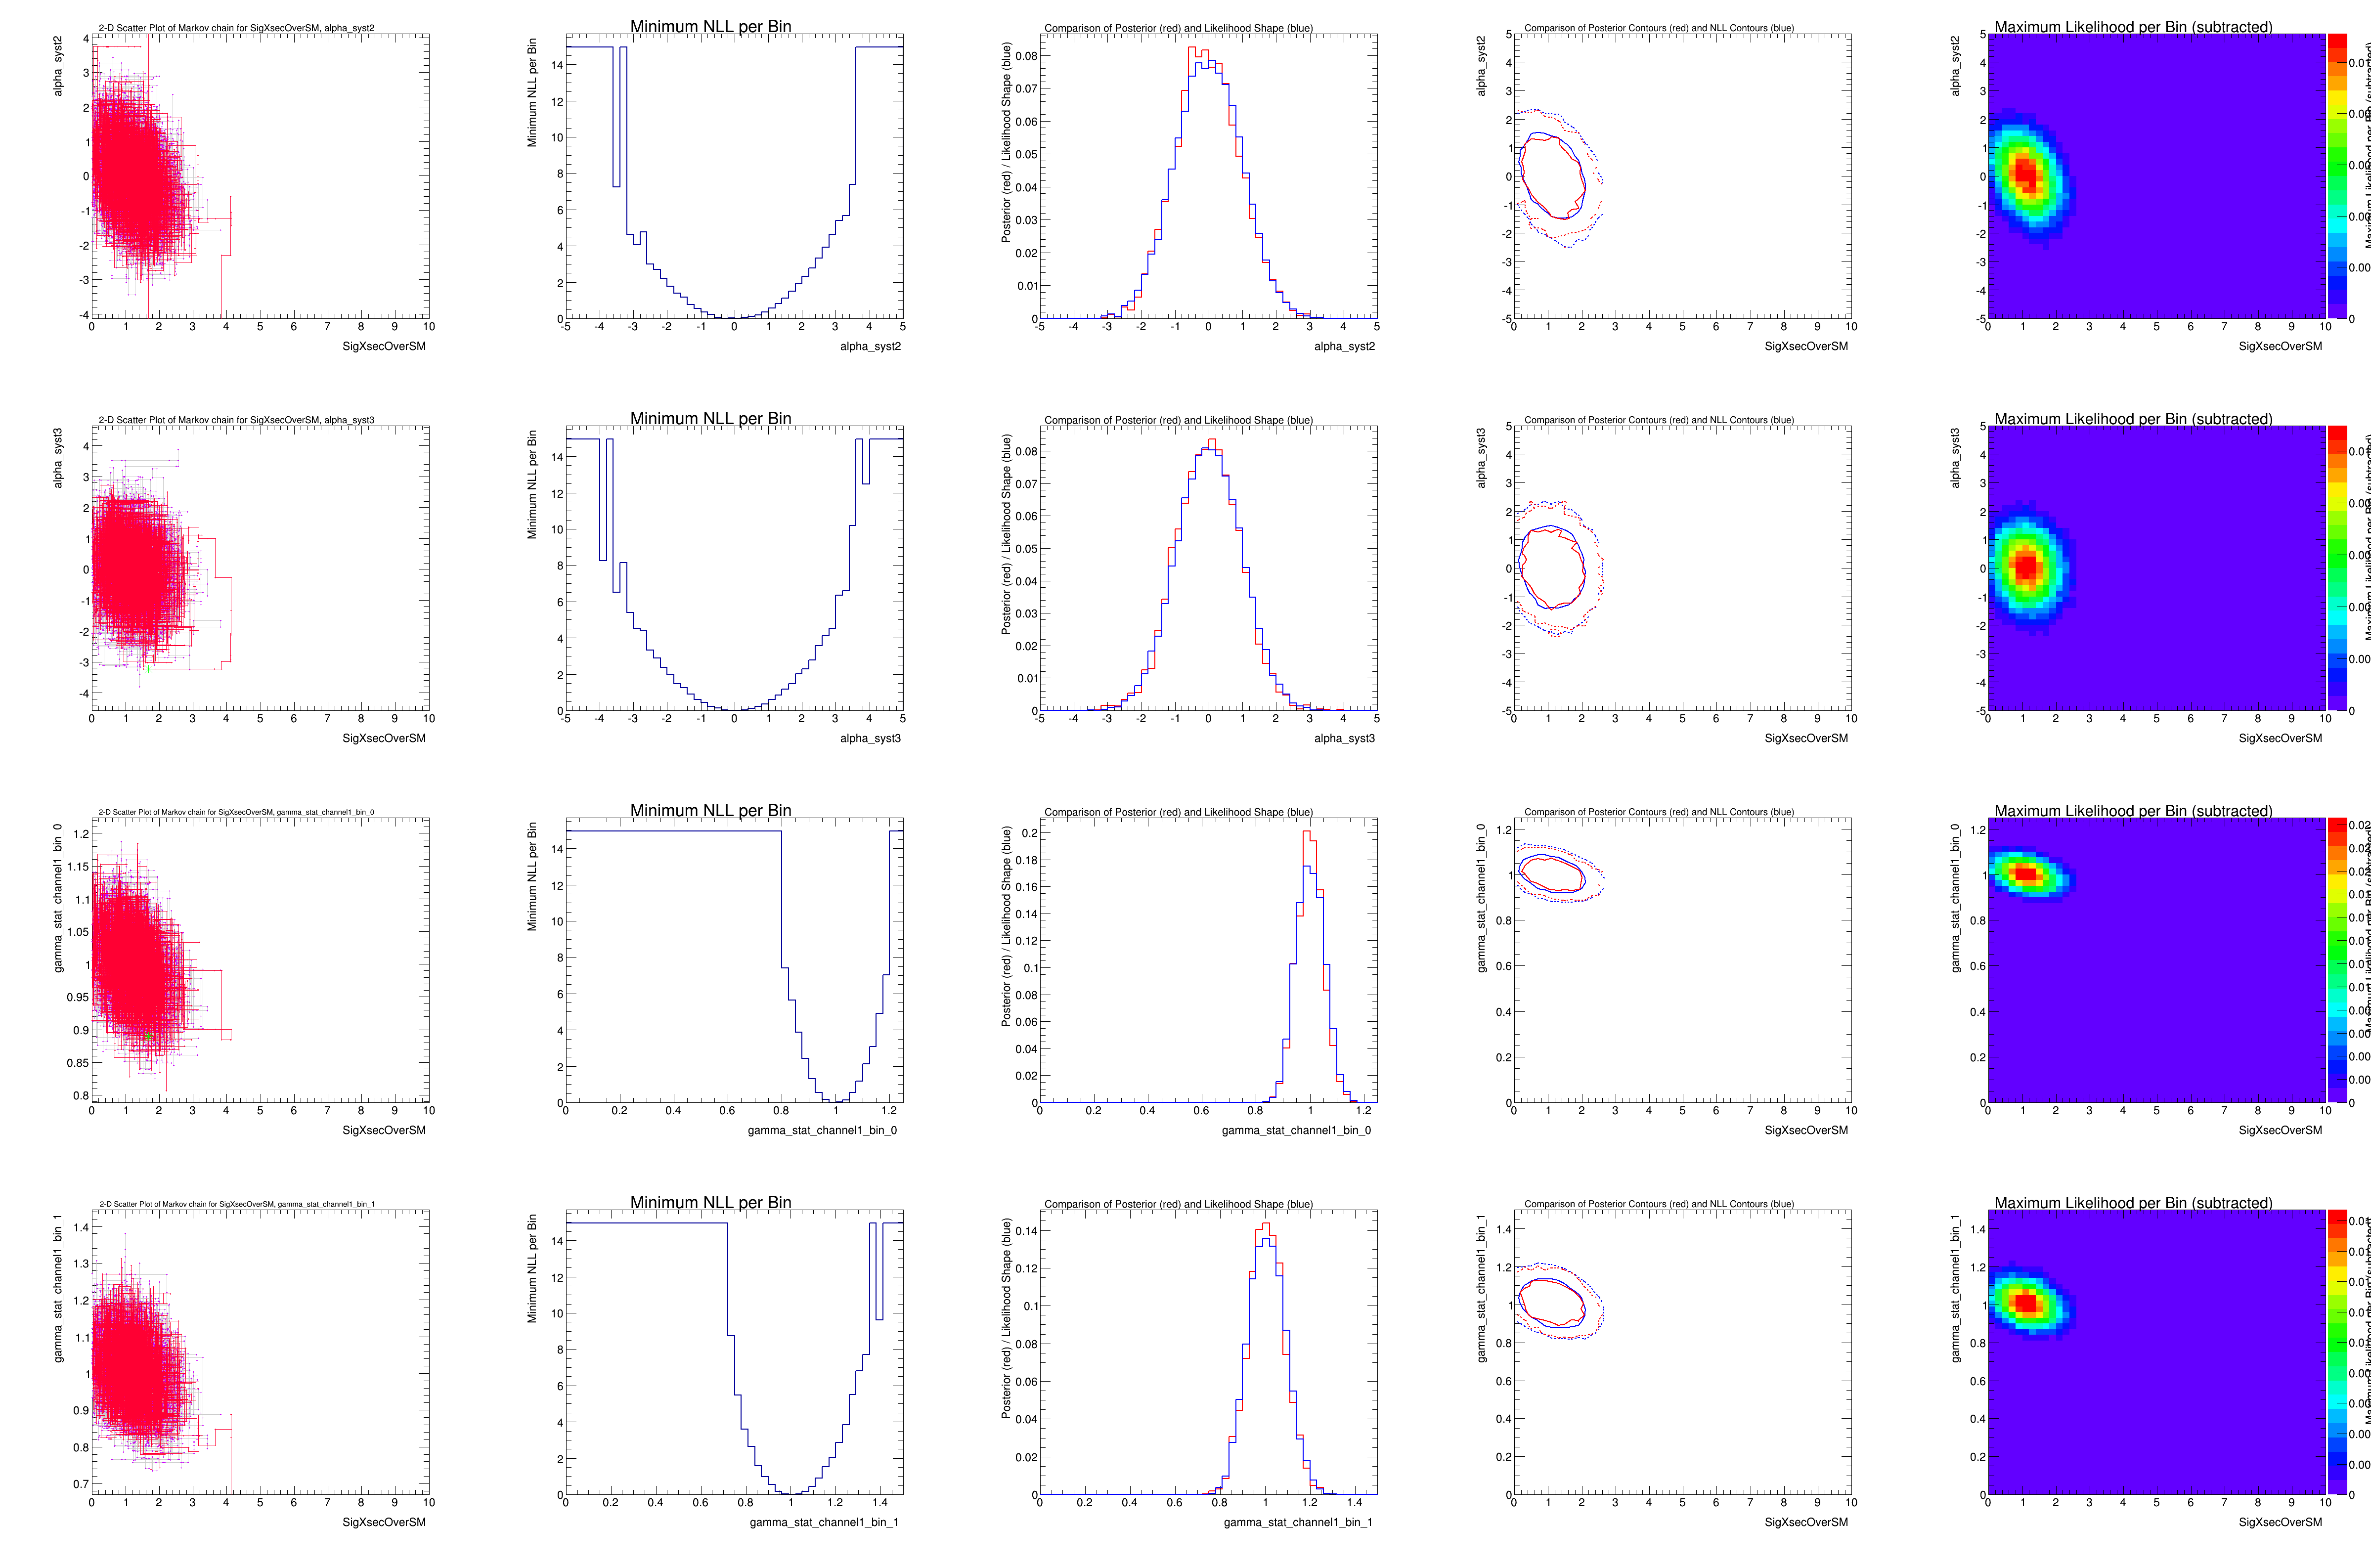 2-D Scatter Plot of Markov chain for SigXsecOverSM, alpha_syst2
alpha_syst2
SigXsecOverSM
Minimum NLL per Bin
Minimum NLL per Bin
alpha_syst2
Comparison of Posterior (red) and Likelihood Shape (blue)
Posterior (red) / Likelihood Shape (blue)
alpha_syst2
Comparison of Posterior Contours (red) and NLL Contours (blue)
alpha_syst2
SigXsecOverSM
Maximum Likelihood per Bin (subtracted)
alpha_syst2
SigXsecOverSM
2-D Scatter Plot of Markov chain for SigXsecOverSM, alpha_syst3
alpha_syst3
SigXsecOverSM
Minimum NLL per Bin
Minimum NLL per Bin
alpha_syst3
Comparison of Posterior (red) and Likelihood Shape (blue)
Posterior (red) / Likelihood Shape (blue)
alpha_syst3
Comparison of Posterior Contours (red) and NLL Contours (blue)
alpha_syst3
SigXsecOverSM
Maximum Likelihood per Bin (subtracted)
alpha_syst3
SigXsecOverSM
2-D Scatter Plot of Markov chain for SigXsecOverSM, gamma_stat_channel1_bin_0
gamma_stat_channel1_bin_0
SigXsecOverSM
Minimum NLL per Bin
Minimum NLL per Bin
gamma_stat_channel1_bin_0
Comparison of Posterior (red) and Likelihood Shape (blue)
Posterior (red) / Likelihood Shape (blue)
gamma_stat_channel1_bin_0
Comparison of Posterior Contours (red) and NLL Contours (blue)
gamma_stat_channel1_bin_0
SigXsecOverSM
Maximum Likelihood per Bin (subtracted)
gamma_stat_channel1_bin_0
SigXsecOverSM
2-D Scatter Plot of Markov chain for SigXsecOverSM, gamma_stat_channel1_bin_1
gamma_stat_channel1_bin_1
SigXsecOverSM
Minimum NLL per Bin
Minimum NLL per Bin
gamma_stat_channel1_bin_1
Comparison of Posterior (red) and Likelihood Shape (blue)
Posterior (red) / Likelihood Shape (blue)
gamma_stat_channel1_bin_1
Comparison of Posterior Contours (red) and NLL Contours (blue)
gamma_stat_channel1_bin_1
SigXsecOverSM
Maximum Likelihood per Bin (subtracted)
gamma_stat_channel1_bin_1
SigXsecOverSM